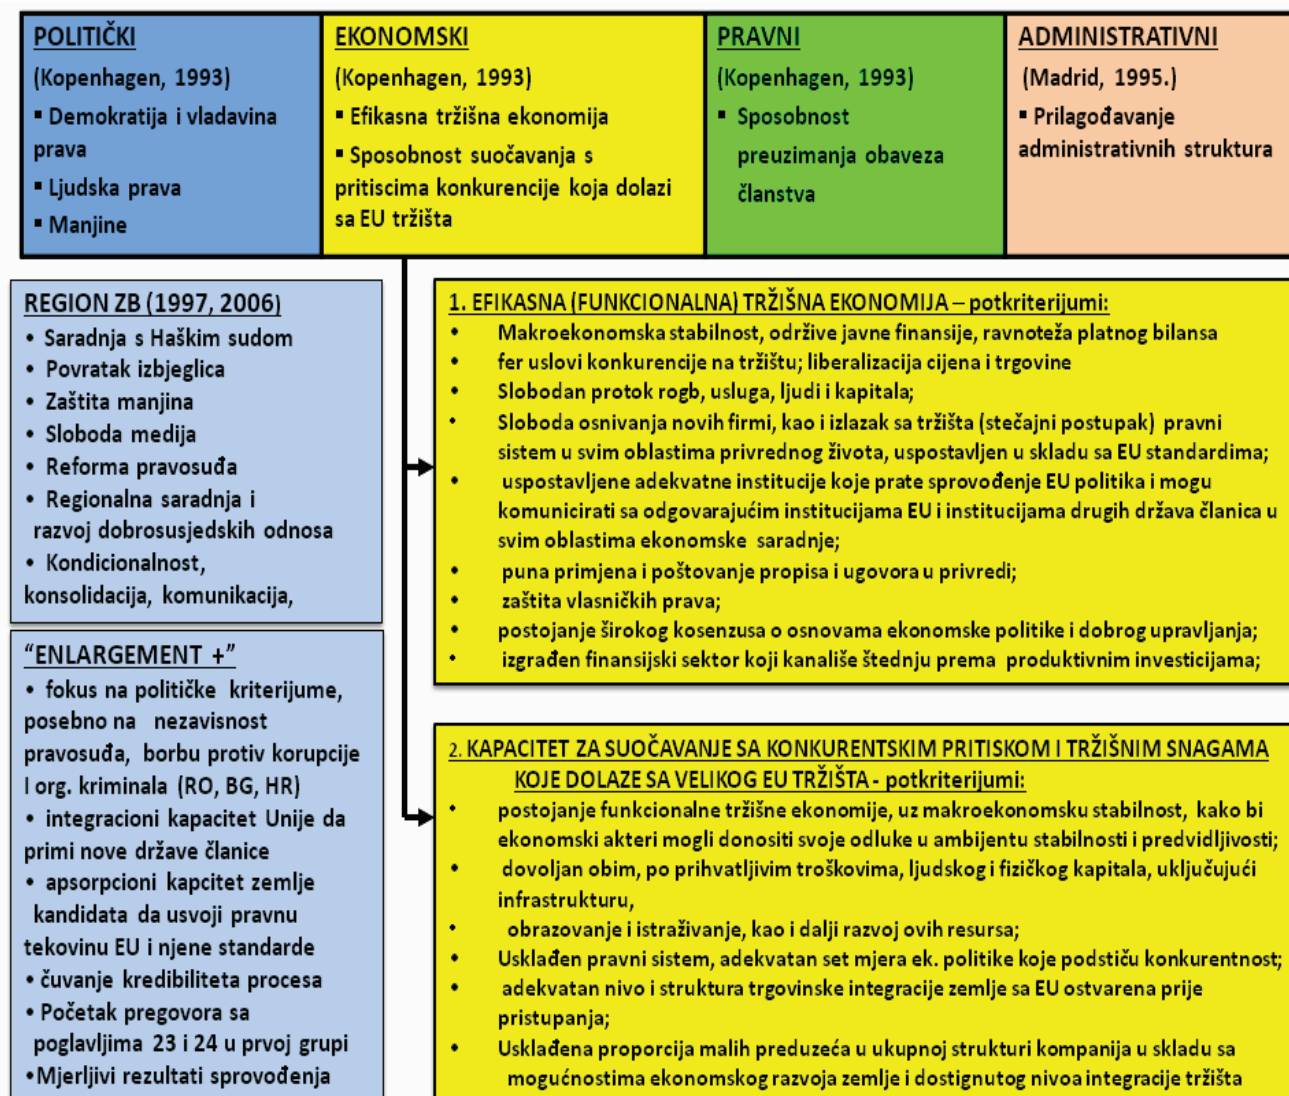 POLITIČKI
(Kopenhagen, 1993)
▪ Demokratija i vladavina
prava
▪ Ljudska prava
▪ Manjine
EKONOMSKI
(Kopenhagen, 1993)
▪ Efikasna tržišna ekonomija
▪ Sposobnost suočavanja s
pritiscima konkurencije koja dolazi
sa EU tržišta
PRAVNI
(Kopenhagen, 1993)
▪ Sposobnost
preuzimanja obaveza
članstva
ADMINISTRATIVNI
(Madrid, 1995.)
▪ Prilagođavanje
administrativnih struktura
REGION ZB (1997, 2006)
• Saradnja s Haškim sudom
• Povratak izbjeglica
• Zaštita manjina
• Sloboda medija
• Reforma pravosuđa
• Regionalna saradnja i
razvoj dobrosusjedskih odnosa
• Kondicionalnost,
konsolidacija, komunikacija,
"ENLARGEMENT +"
• fokus na političke kriterijume,
posebno na nezavisnost
pravosuđa, borbu protiv korupcije
I org. kriminala (RO, BG, HR)
• integracioni kapacitet Unije da
primi nove države članice
• apsorpcioni kapcitet zemlje
kandidata da usvoji pravnu
tekovinu EU i njene standarde
• čuvanje kredibiliteta procesa
• Početak pregovora sa
poglavljima 23 i 24 u prvoj grupi
•Mjerljivi rezultati sprovođenja
1. EFIKASNA (FUNKCIONALNA) TRŽIŠNA EKONOMIJA – potkriterijumi:
• Makroekonomska stabilnost, održive javne finansije, ravnoteža platnog bilansa
• fer uslovi konkurencije na tržištu; liberalizacija cijena i trgovine
• Slobodan protok rogb, usluga, ljudi i kapitala;
• Sloboda osnivanja novih firmi, kao i izlazak sa tržišta (stečajni postupak) pravni
sistem u svim oblastima privrednog života, uspostavljen u skladu sa EU standardima;
• uspostavljene adekvatne institucije koje prate sprovođenje EU politika i mogu
komunicirati sa odgovarajućim institucijama EU i institucijama drugih država članica u
svim oblastima ekonomske saradnje;
• puna primjena i poštovanje propisa i ugovora u privredi;
• zaštita vlasničkih prava;
• postojanje širokog kosenzusa o osnovama ekonomske politike i dobrog upravljanja;
• izgrađen finansijski sektor koji kanališe štednju prema produktivnim investicijama;
2. KAPACITET ZA SUOČAVANJE SA KONKURENTSKIM PRITISKOM I TRŽIŠNIM SNAGAMA
KOJE DOLAZE SA VELIKOG EU TRŽIŠTA - potkriterijumi:
• postojanje funkcionalne tržišne ekonomije, uz makroekonomsku stabilnost, kako bi
ekonomski akteri mogli donositi svoje odluke u ambijentu stabilnosti i predvidljivosti;
• dovoljan obim, po prihvatljivim troškovima, ljudskog i fizičkog kapitala, uključujući
infrastrukturu,
• obrazovanje i istraživanje, kao i dalji razvoj ovih resursa;
• Usklađen pravni sistem, adekvatan set mjera ek. politike koje podstiču konkurentnost;
• adekvatan nivo i struktura trgovinske integracije zemlje sa EU ostvarena prije
pristupanja;
• Usklađena proporcija malih preduzeća u ukupnoj strukturi kompanija u skladu sa
mogućnostima ekonomskog razvoja zemlje i dostignutog nivoa integracije tržišta